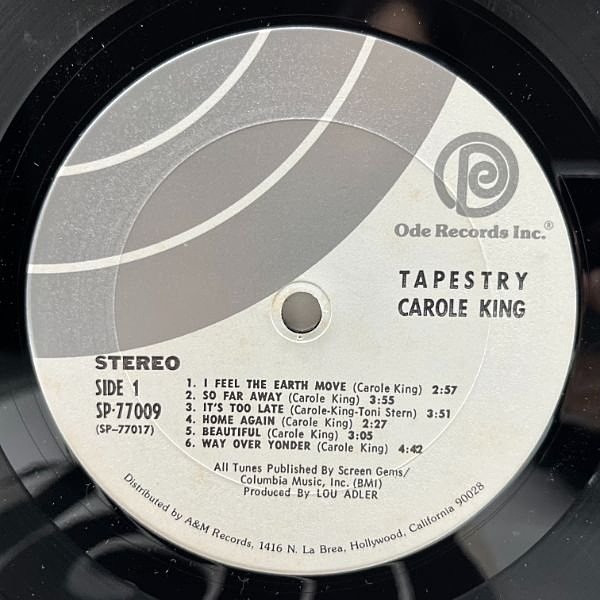 Ode Records Inc.®
TAPESTRY
CAROLE KING
STEREO
SIDE 1
SP-77009
(SP-77017)
1. I FEEL THE EARTH MOVE (Carole King) 2:57
2. SO FAR AWAY (Carole King) 3:55
3. IT'S TOO LATE (Carole-King-Toni Stern) 3:51
4. HOME AGAIN (Carole King) 2:27
5. BEAUTIFUL (Carole King) 3:05
6. WAY OVER YONDER (Carole King) 4:42
All Tunes Published By Screen Gems/
Columbia Music, Inc. (BMI)
Produced By LOU ADLER
Distributed by A&M Records, 1416 N. La Brea, Hollywood, California 90028